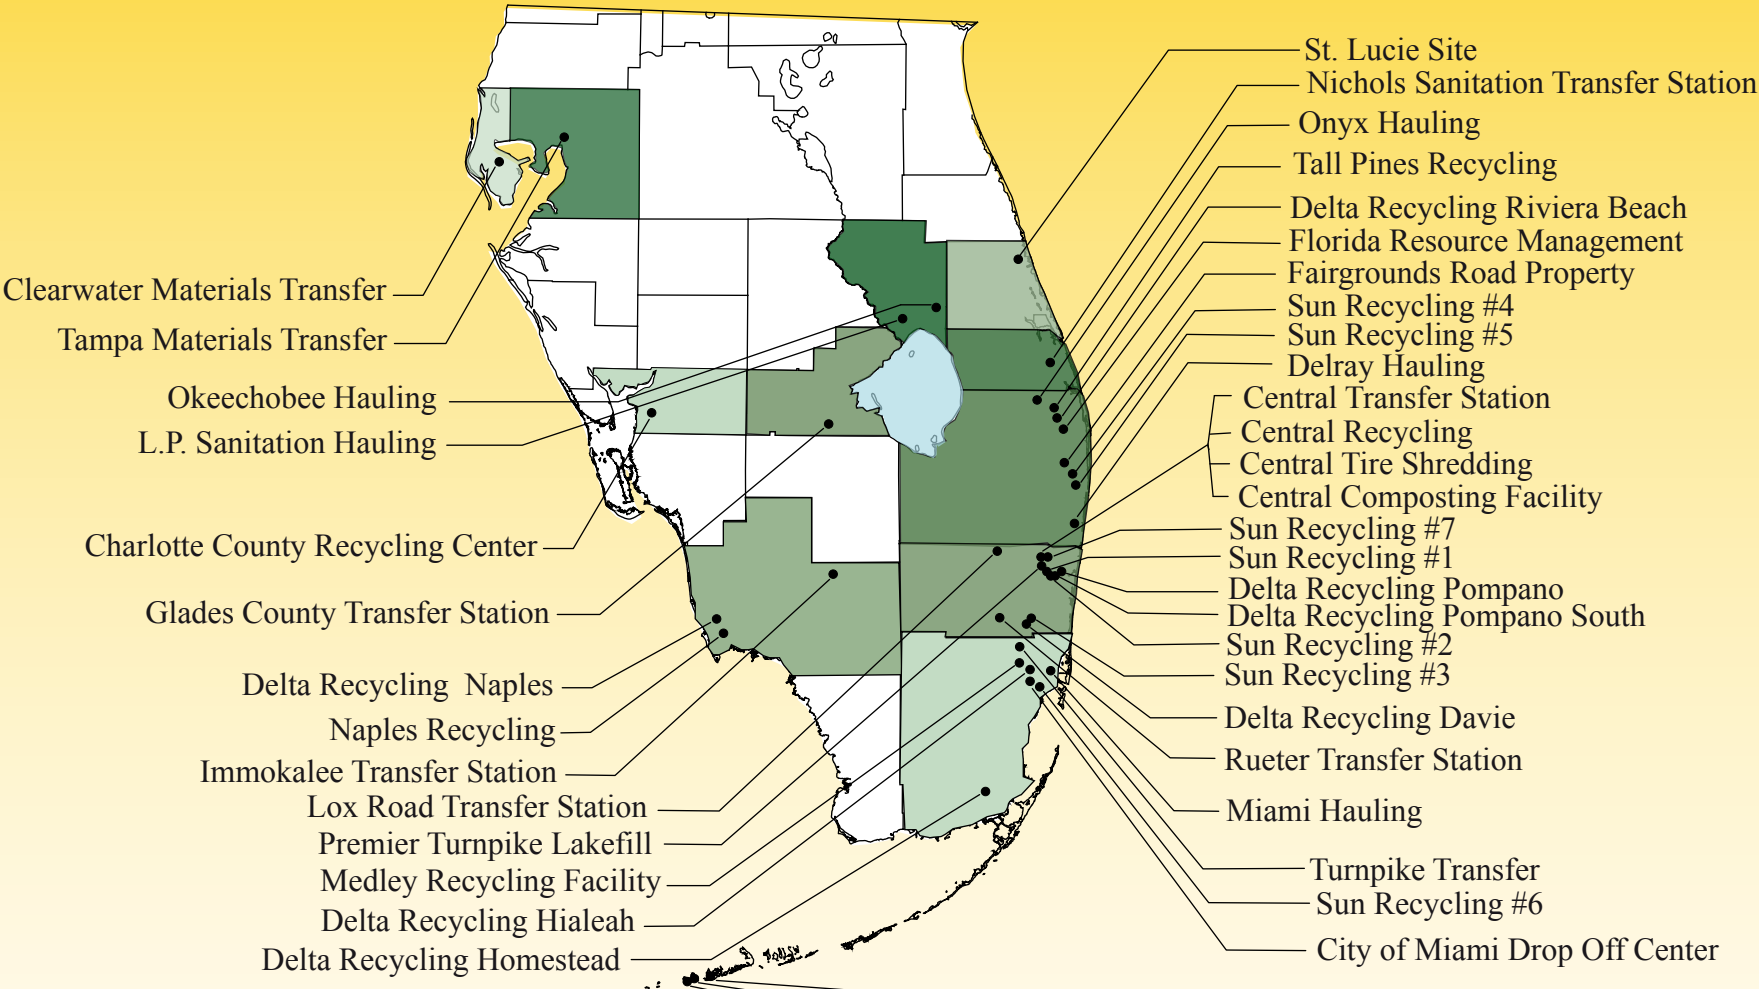 St. Lucie Site
Nichols Sanitation Transfer Station
Onyx Hauling
Tall Pines Recycling
Delta Recycling Riviera Beach
Florida Resource Management
Fairgrounds Road Property
Sun Recycling #4
Sun Recycling #5
Delray Hauling
Central Transfer Station
Central Recycling
Central Tire Shredding
Central Composting Facility
Sun Recycling #7
Sun Recycling #1
Delta Recycling Pompano
Delta Recycling Pompano South
Sun Recycling #2
Sun Recycling #3
Delta Recycling Davie
Rueter Transfer Station
Miami Hauling
Turnpike Transfer
Sun Recycling #6
City of Miami Drop Off Center
Clearwater Materials Transfer
Tampa Materials Transfer
Okeechobee Hauling
L.P. Sanitation Hauling
Charlotte County Recycling Center
Glades County Transfer Station
Delta Recycling Naples
Naples Recycling
Immokalee Transfer Station
Lox Road Transfer Station
Premier Turnpike Lakefill
Medley Recycling Facility
Delta Recycling Hialeah
Delta Recycling Homestead